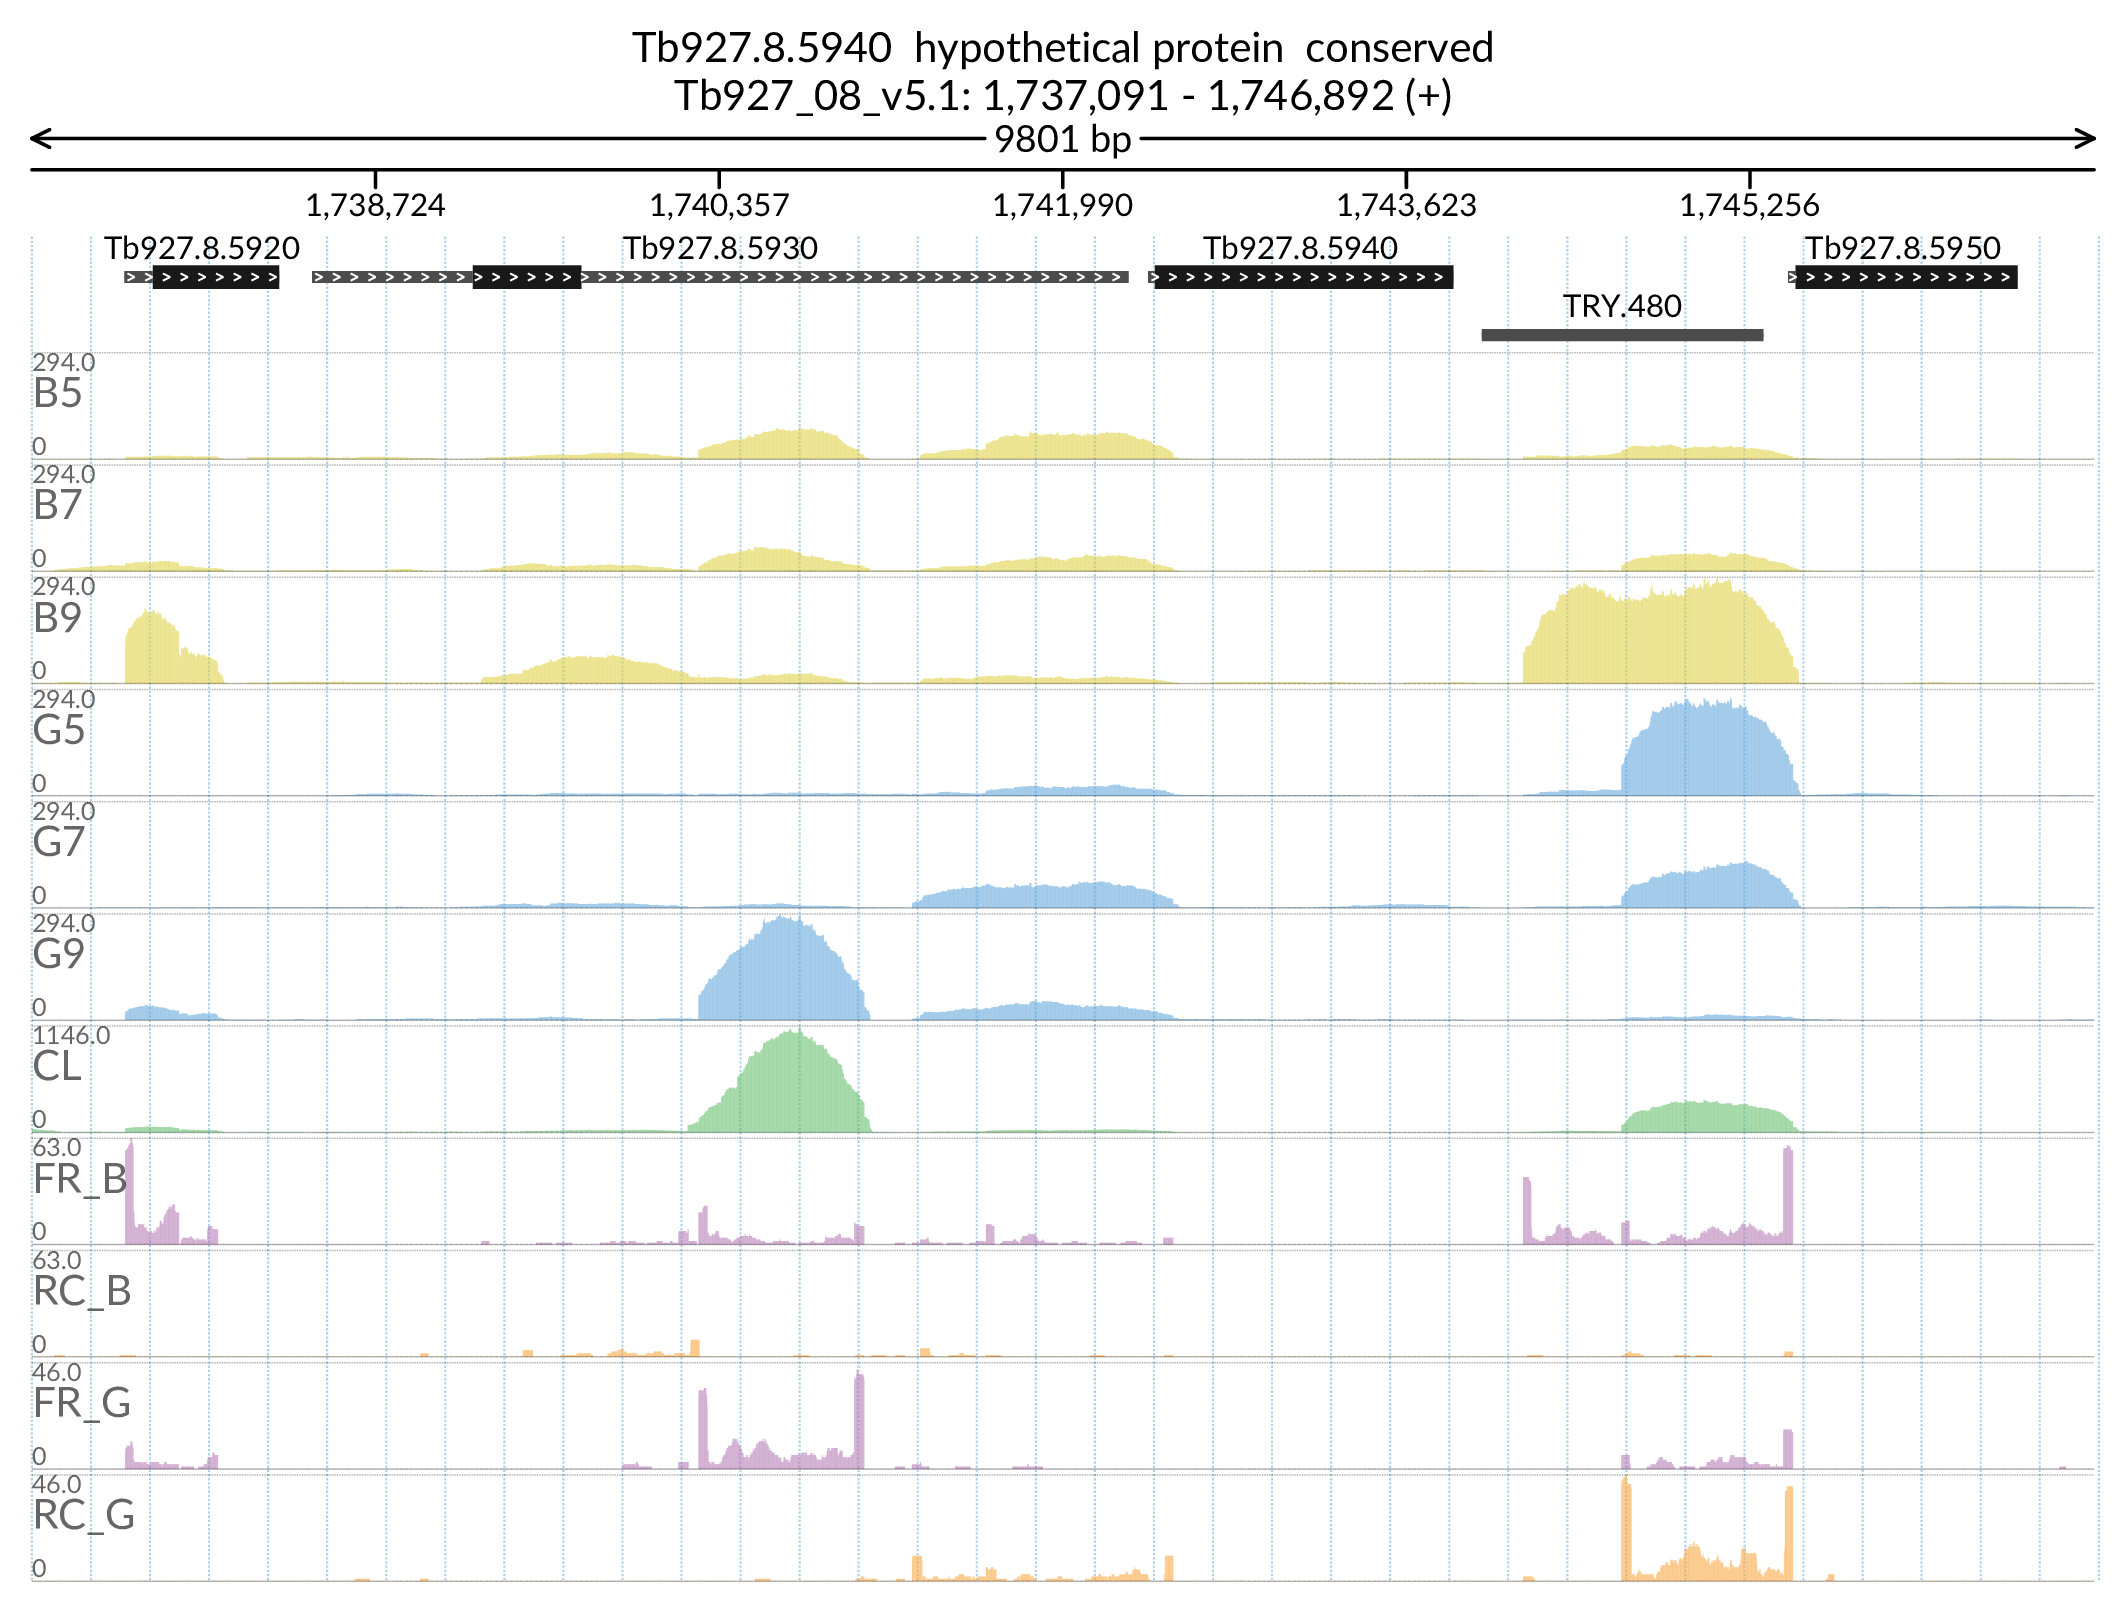 Tb927.8.5940 hypothetical protein conserved
Tb927_08_v5.1: 1,737,091 - 1,746,892 (+)
9801 bp
1,738,724 1,740,357 1,741,990 1,743,623 1,745,256
Tb927.8.5920 Tb927.8.5930 Tb927.8.5940 Tb927.8.5950
TRY.480
294.0
B5
0
294.0
B7
0
294.0
B9
0
294.0
G5
0
294.0
G7
0
294.0
G9
0
1146.0
CL
0
63.0
FR_B
0
63.0
RC_B
0
46.0
FR_G
0
46.0
RC_G
0